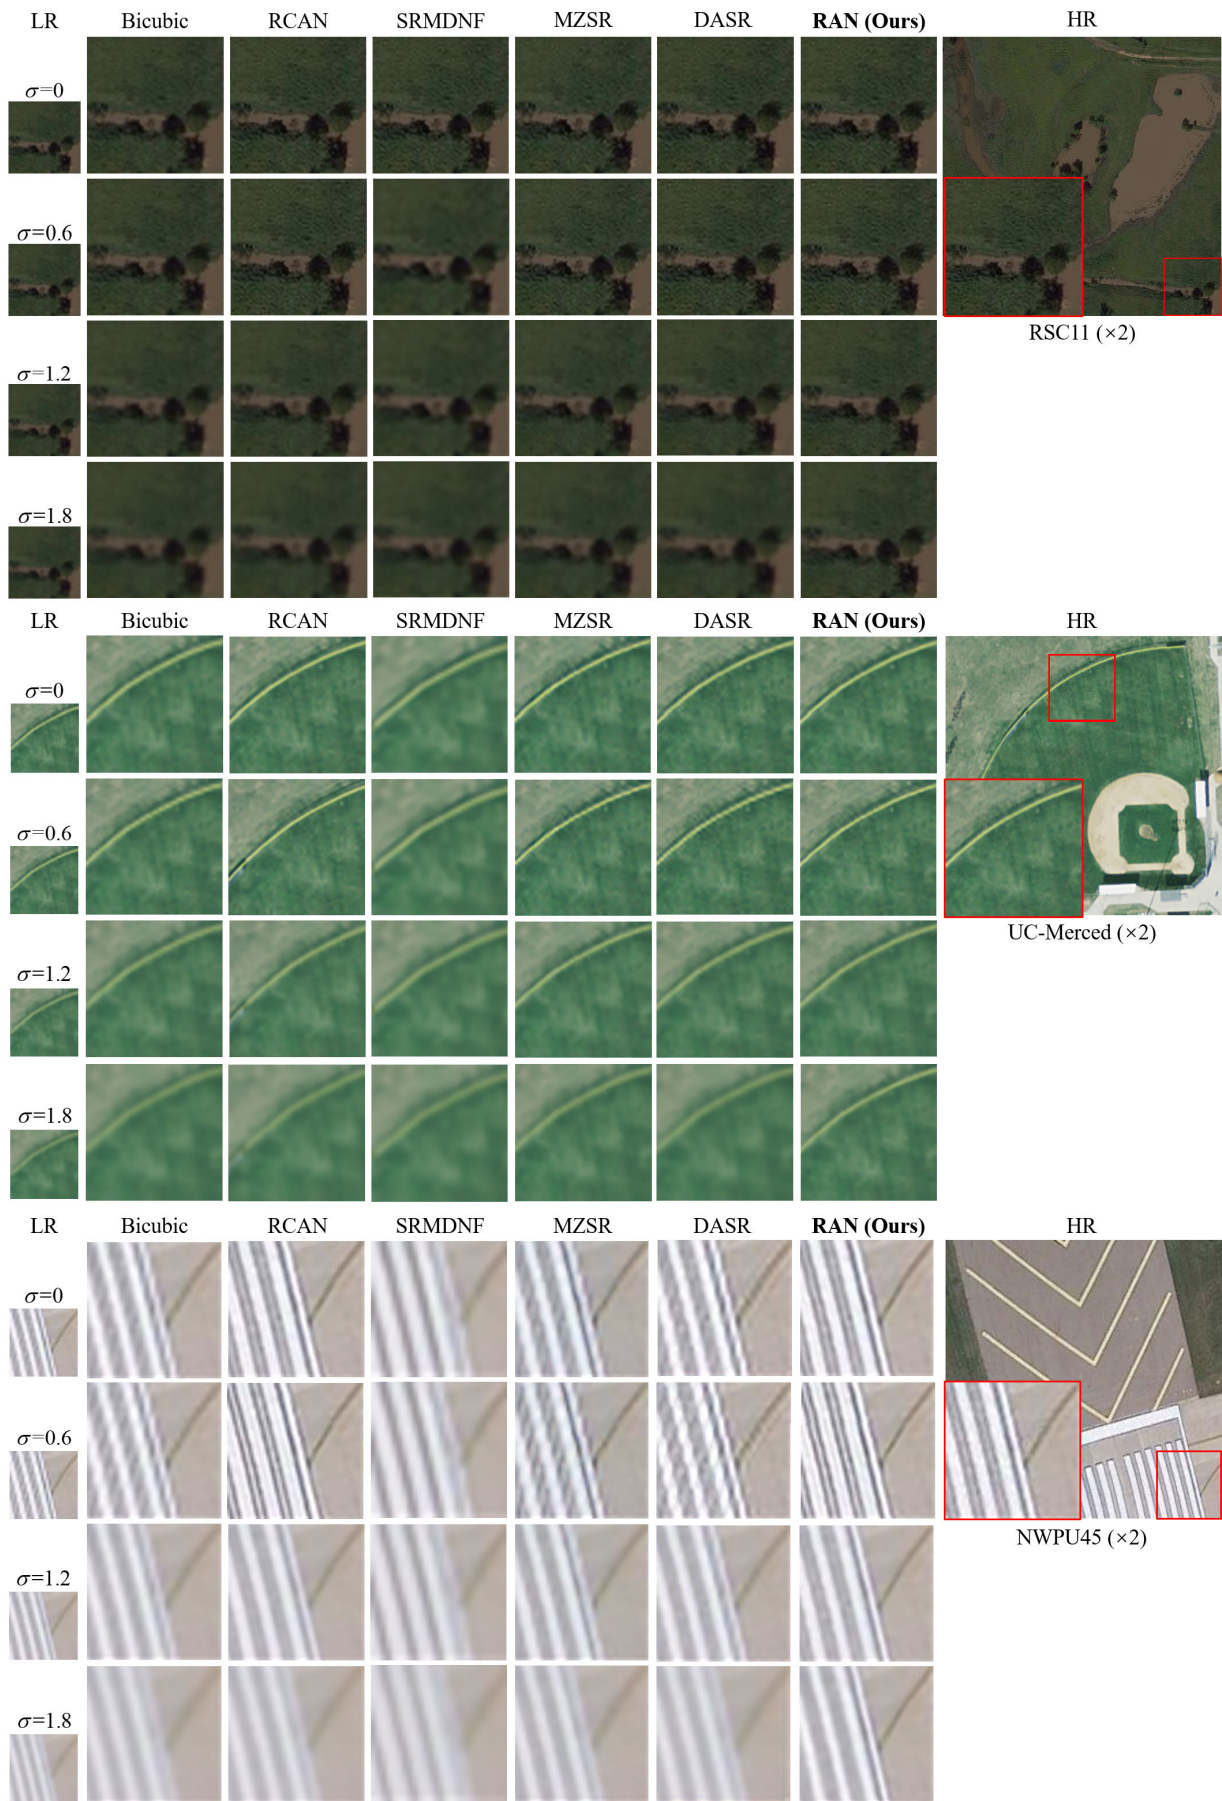 LR Bicubic RCAN SRMDNF MZSR DASR RAN (Ours) HR
σ=0
σ=0.6
RSC11 (×2)
σ=1.2
σ=1.8
LR Bicubic RCAN SRMDNF MZSR DASR RAN (Ours) HR
σ=0
σ=0.6
UC-Merced (×2)
σ=1.2
σ=1.8
LR Bicubic RCAN SRMDNF MZSR DASR RAN (Ours) HR
σ=0
σ=0.6
NWPU45 (×2)
σ=1.2
σ=1.8